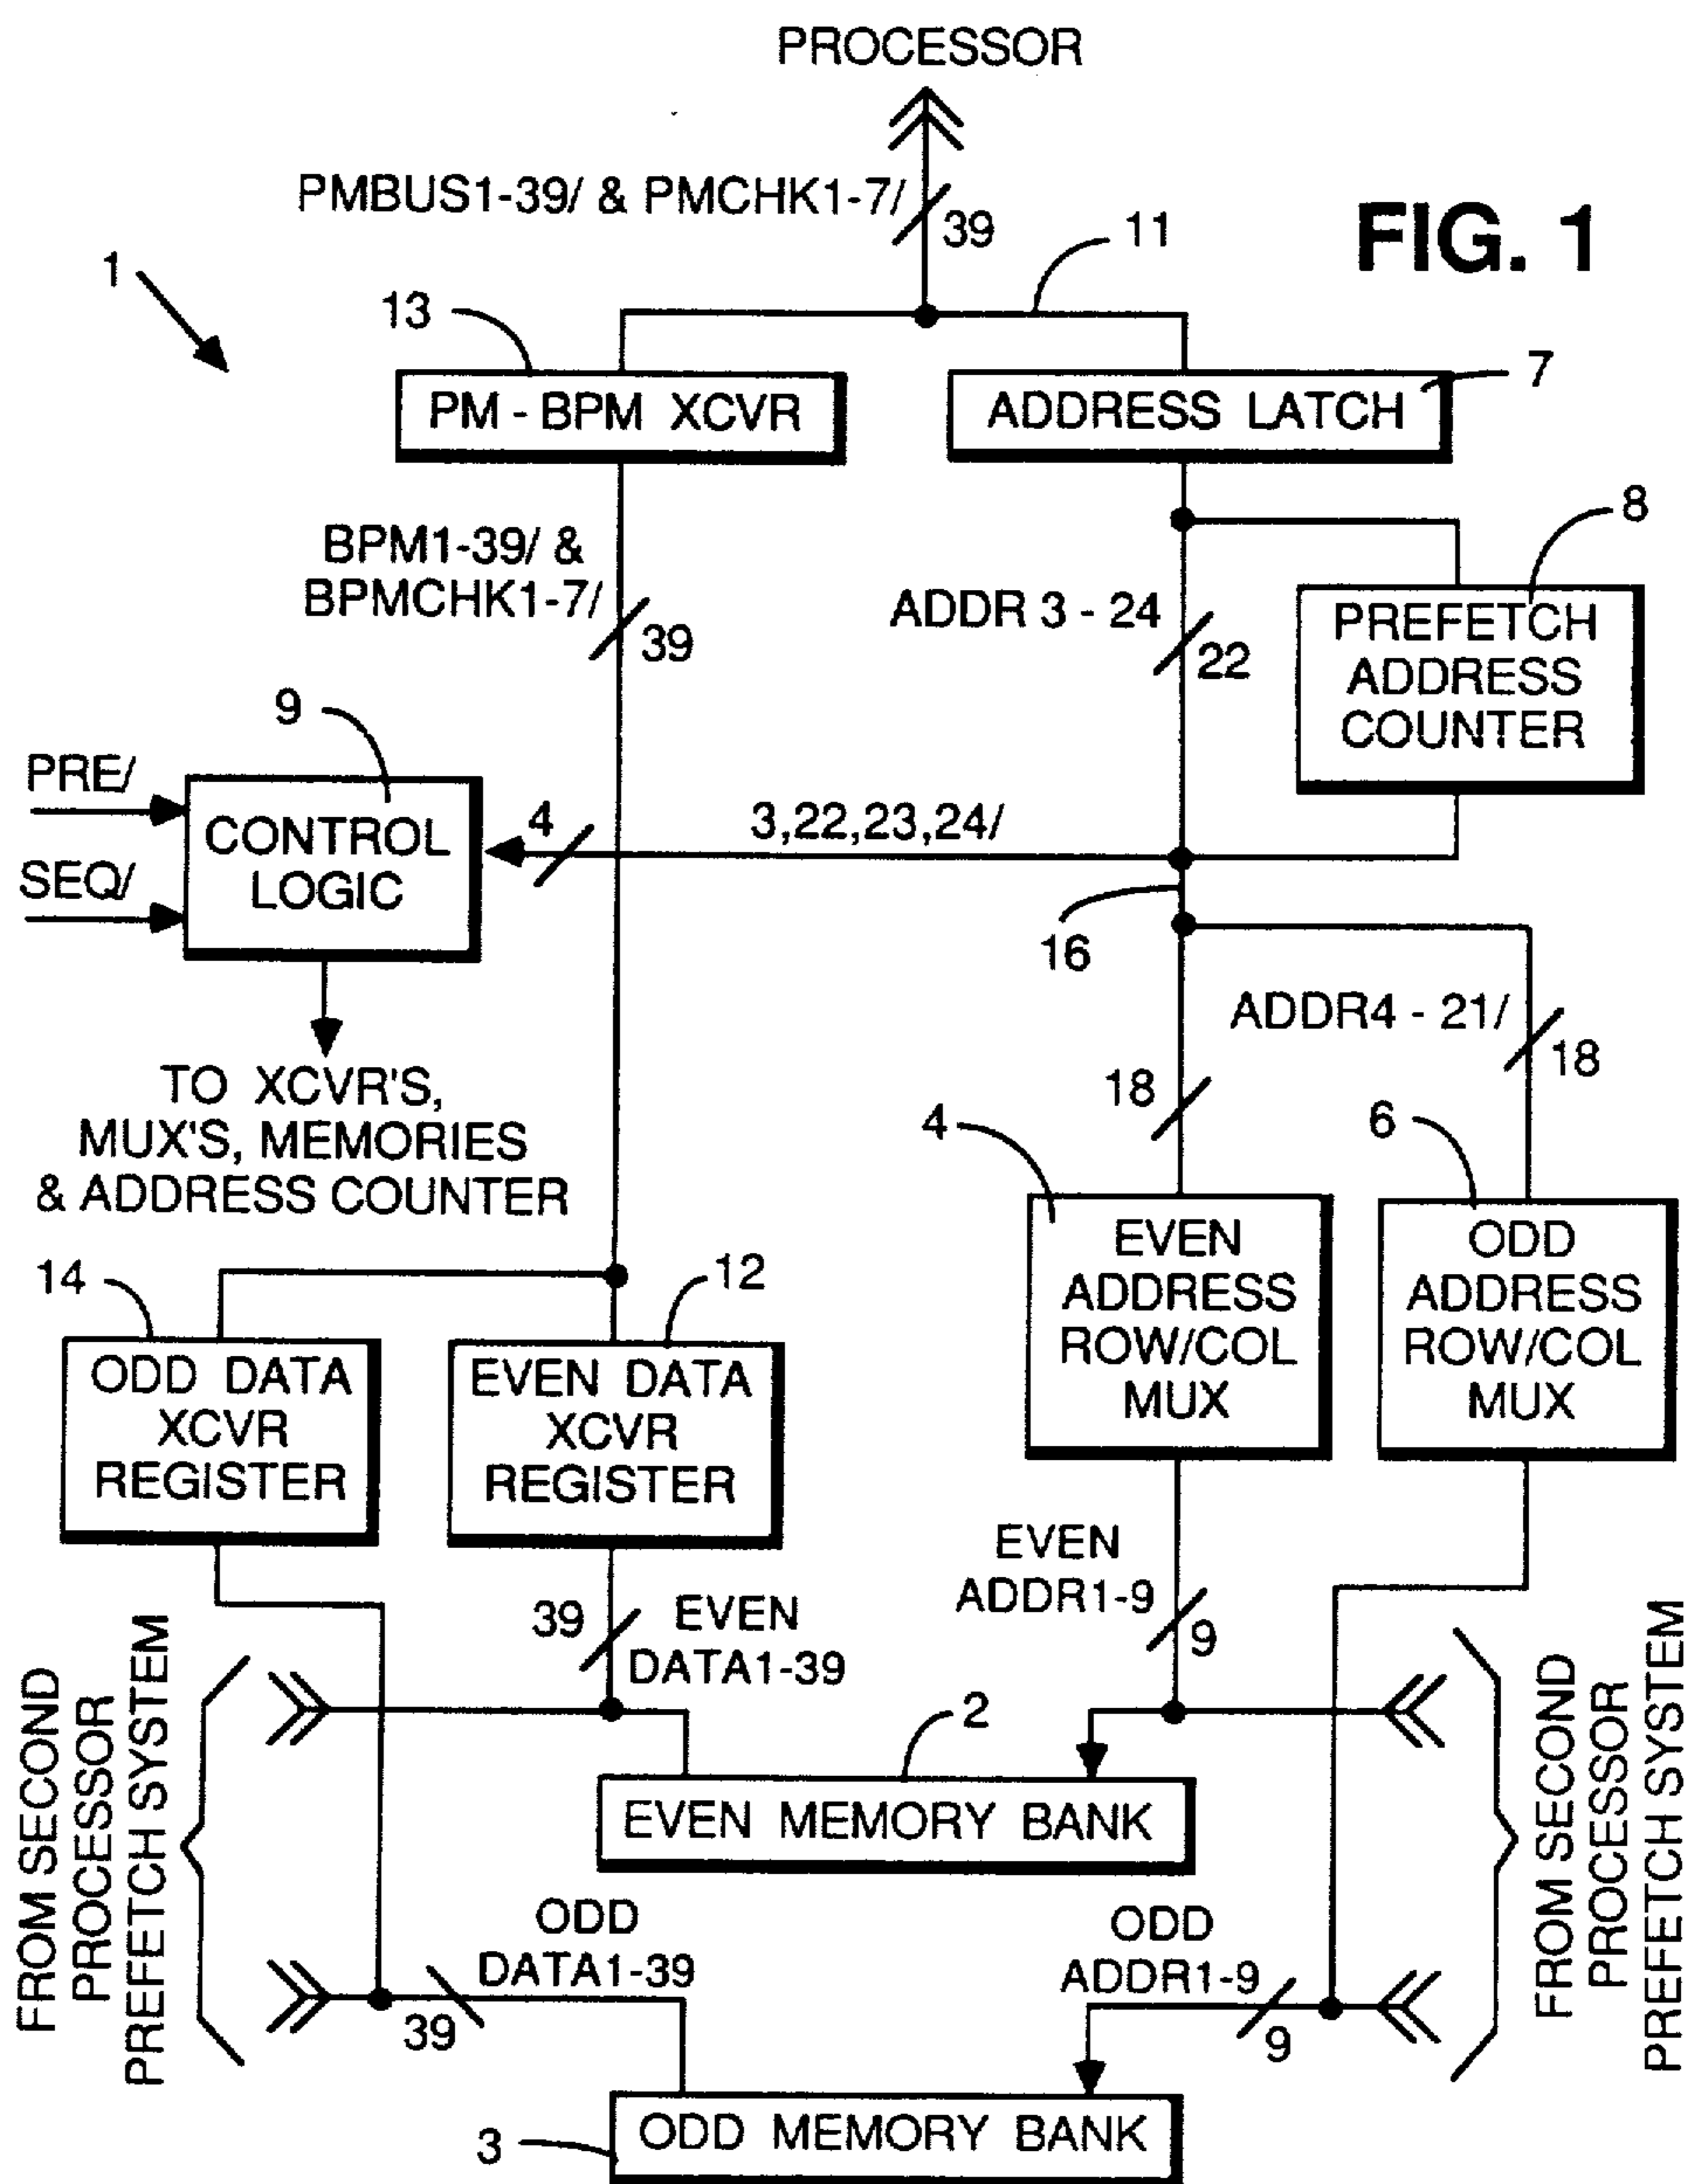 PROCESSOR
PMBUS1-39/ & PMCHK1-7/
39
FIG. 1
11
1
13
7
PM - BPM XCVR
ADDRESS LATCH
8
BPM1-39/ &
BPMCHK1-7/
39
ADDR 3 - 24
22
PREFETCH
ADDRESS
COUNTER
9
PRE/
SEQ/
CONTROL
LOGIC
4
3,22,23,24/
16
TO XCVR'S,
MUX'S, MEMORIES
& ADDRESS COUNTER
ADDR4 - 21/
18
18
4
6
EVEN
ADDRESS
ROW/COL
MUX
ODD
ADDRESS
ROW/COL
MUX
14
12
ODD DATA
XCVR
REGISTER
EVEN DATA
XCVR
REGISTER
39
EVEN
DATA1-39
EVEN
ADDR1-9
9
FROM SECOND
PROCESSOR
PREFETCH SYSTEM
2
EVEN MEMORY BANK
FROM SECOND
PROCESSOR
PREFETCH SYSTEM
ODD
DATA1-39
39
ODD
ADDR1-9
9
3
ODD MEMORY BANK